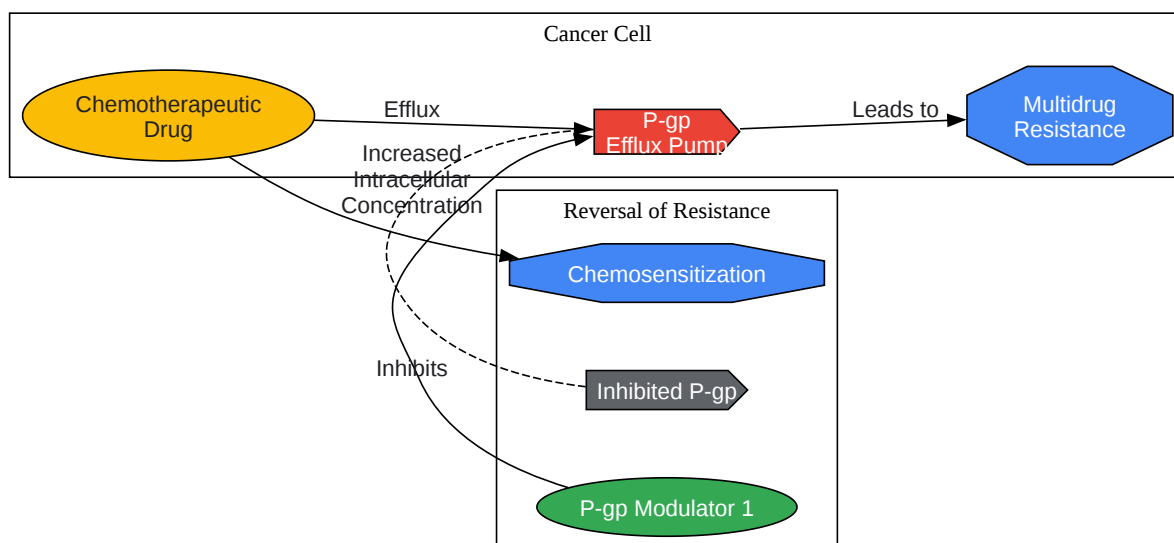 Cancer Cell
Chemotherapeutic
Drug
Efflux
P-gp
Efflux Pump
Leads to
Multidrug
Resistance
Increased
Intracellular
Concentration
Reversal of Resistance
Chemosensitization
Inhibits
Inhibited P-gp
P-gp Modulator 1